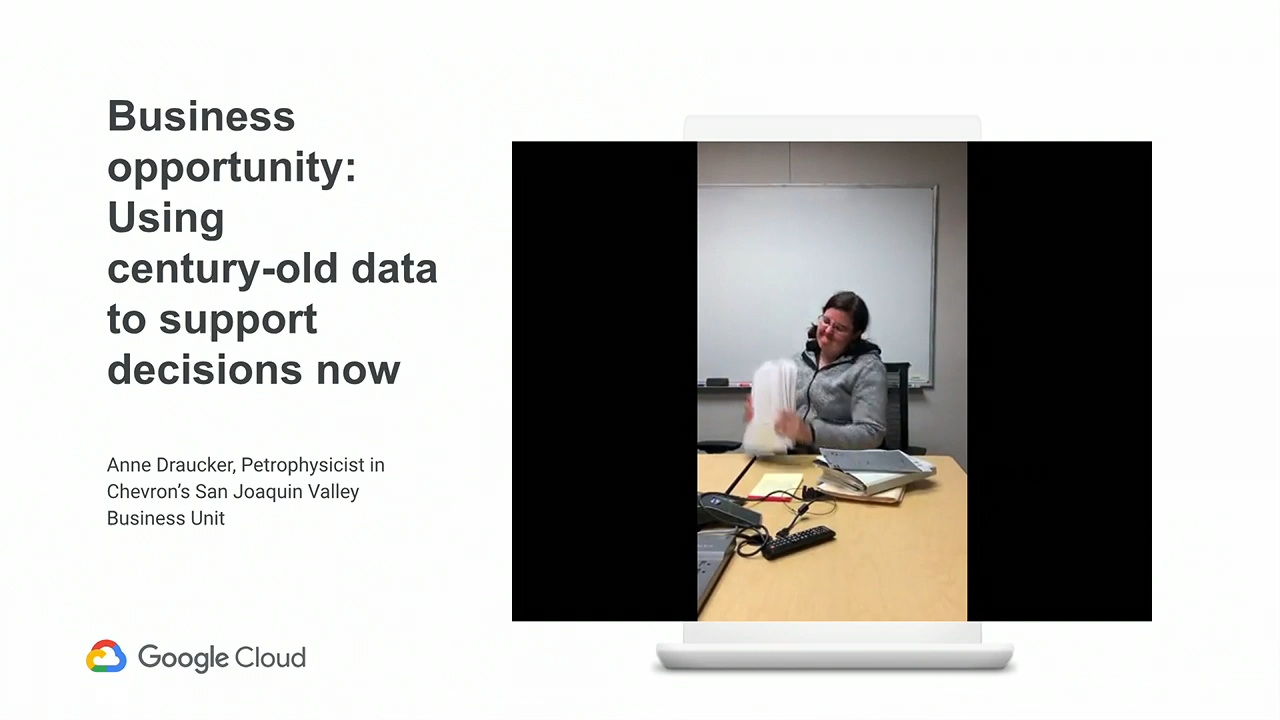 Business
opportunity:
Using
century-old data
to support
decisions now
Anne Draucker, Petrophysicist in
Chevron's San Joaquin Valley
Business Unit
Google Cloud